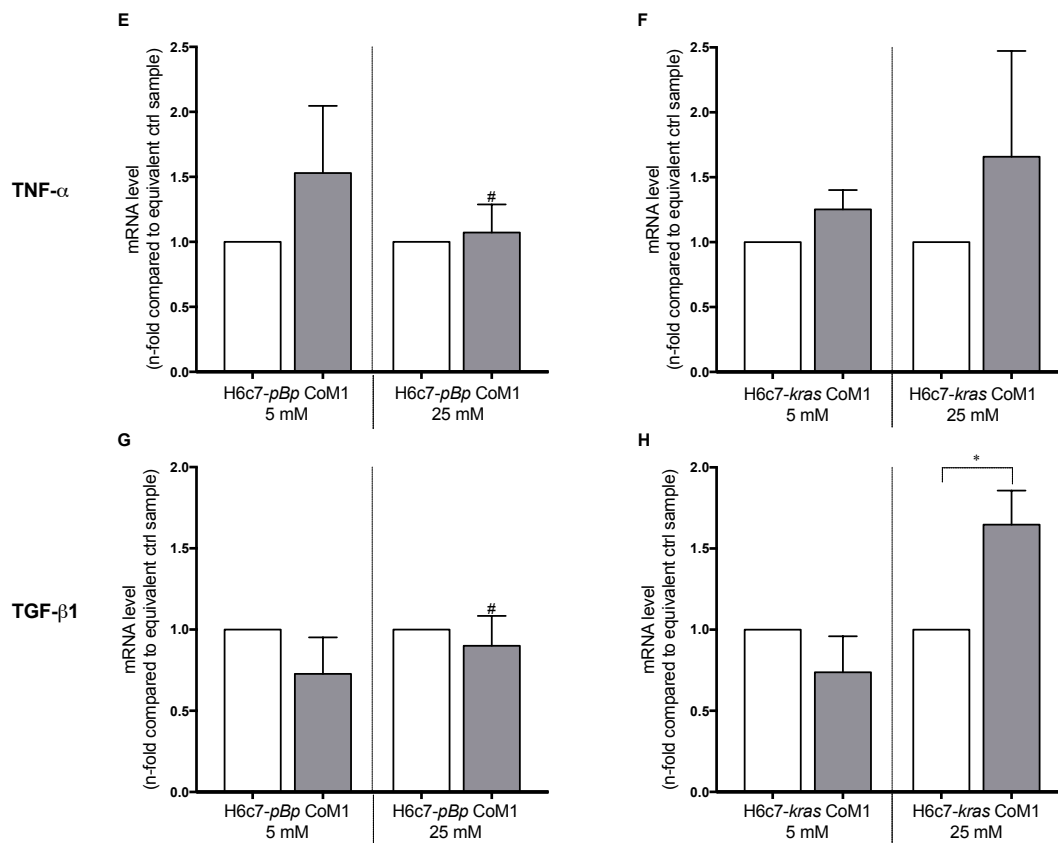 E
TNF-α
mRNA level
(n-fold compared to equivalent ctrl sample)
2.5
2.0
1.5
1.0
0.5
0.0
#
H6c7-pBp CoM1
5 mM
H6c7-pBp CoM1
25 mM
F
mRNA level
(n-fold compared to equivalent ctrl sample)
2.5
2.0
1.5
1.0
0.5
0.0
H6c7-kras CoM1
5 mM
H6c7-kras CoM1
25 mM
G
TGF-β1
mRNA level
(n-fold compared to equivalent ctrl sample)
2.0
1.5
1.0
0.5
0.0
#
H6c7-pBp CoM1
5 mM
H6c7-pBp CoM1
25 mM
H
mRNA level
(n-fold compared to equivalent ctrl sample)
2.0
1.5
1.0
0.5
0.0
*
H6c7-kras CoM1
5 mM
H6c7-kras CoM1
25 mM